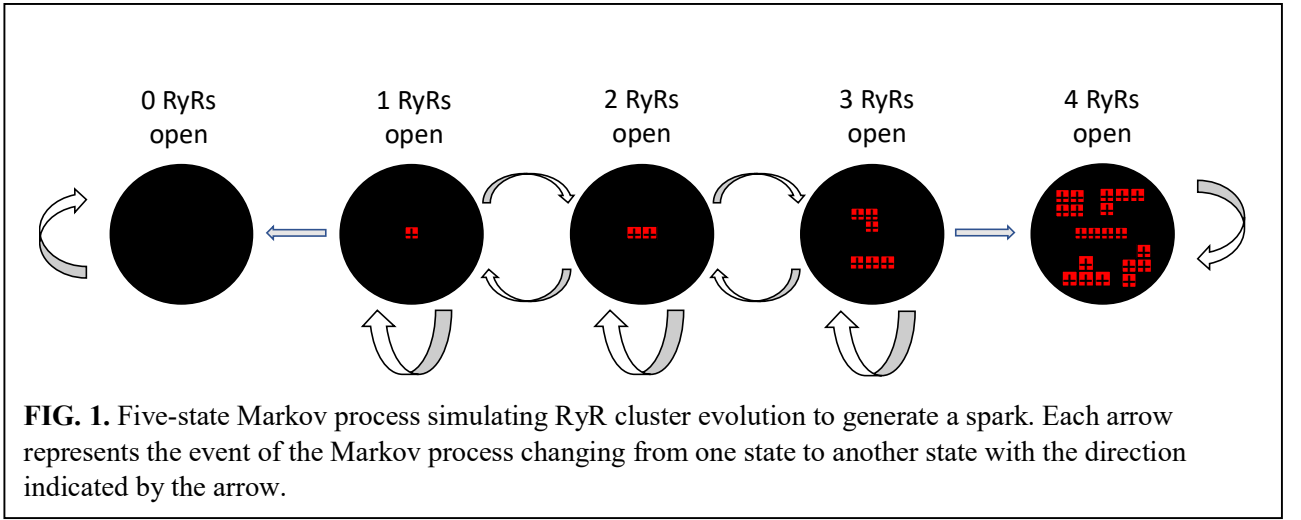 0 RyRs open
1 RyRs open
2 RyRs open
3 RyRs open
4 RyRs open
FIG. 1. Five-state Markov process simulating RyR cluster evolution to generate a spark. Each arrow
represents the event of the Markov process changing from one state to another state with the direction
indicated by the arrow.